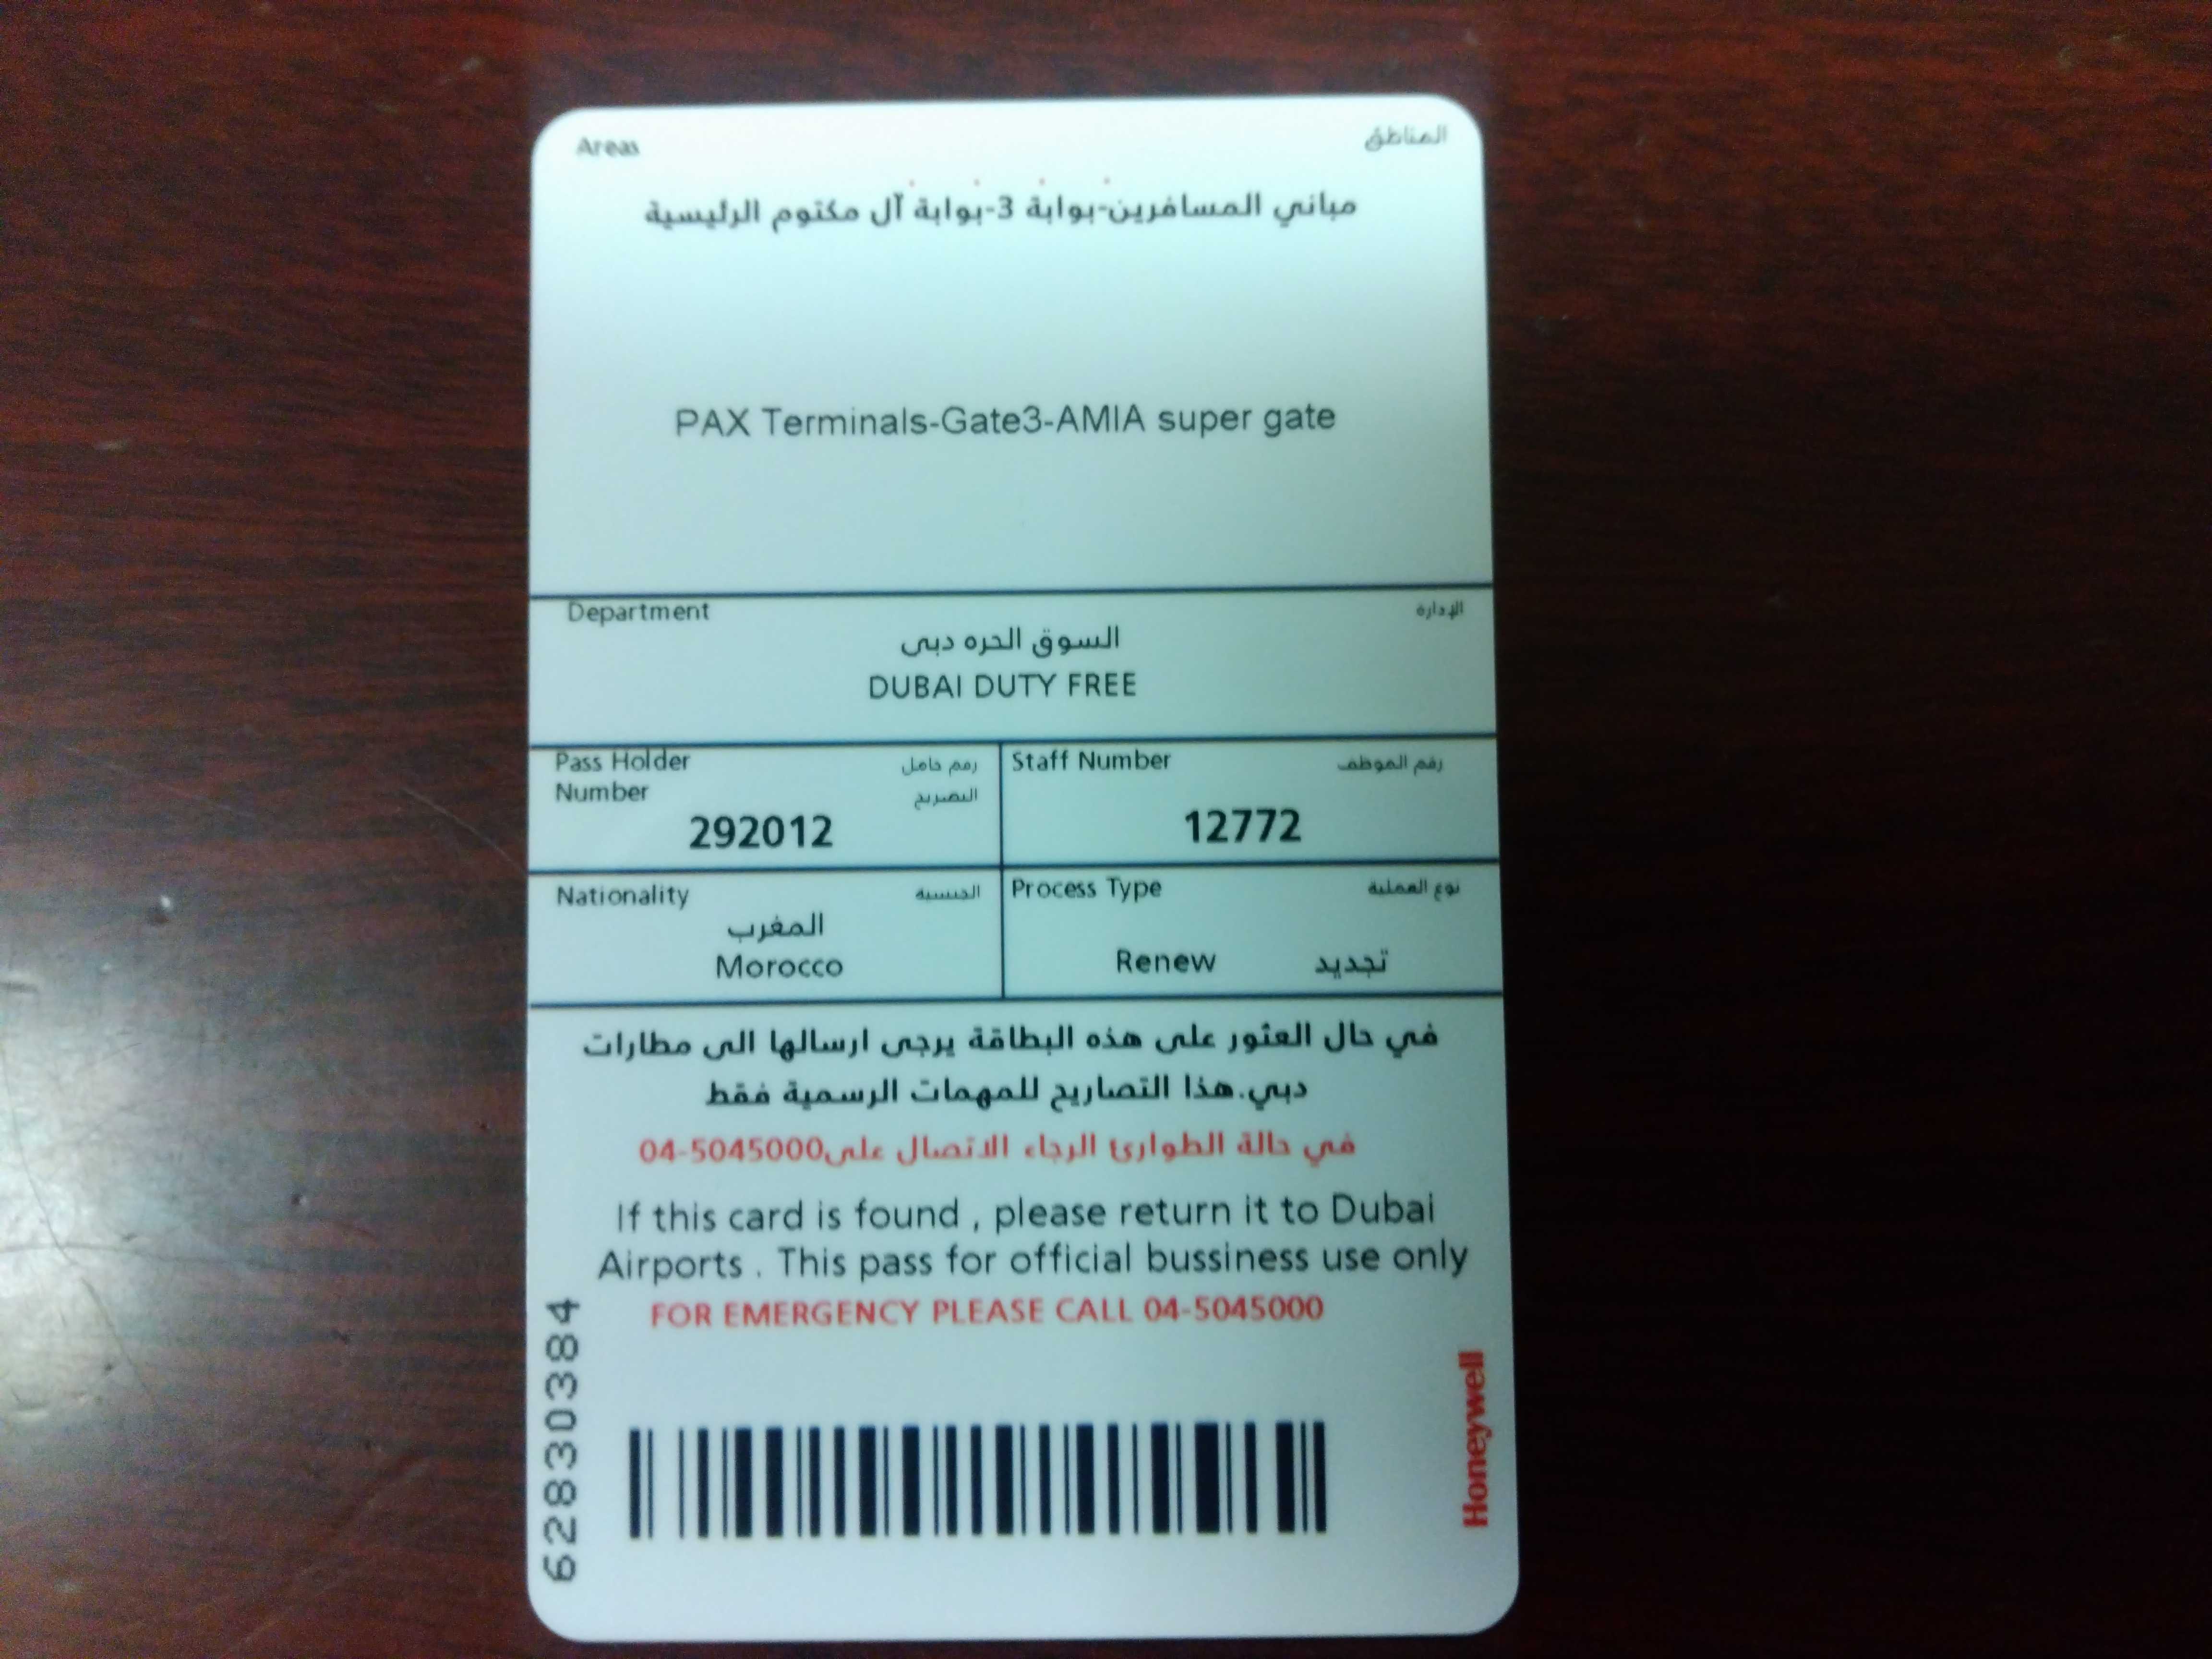 Areas المناطق
مباني المسافرين-بوابة 3-بوابة آل مكتوم الرئيسية
PAX Terminals-Gate3-AMIA super gate
Department الإدارة
السوق الحره دبى
DUBAI DUTY FREE
Pass Holder رقم حامل
Number التصريح
292012
Staff Number رقم الموظف
12772
Nationality الجنسية
المغرب
Morocco
Process Type نوع العملية
Renew تجديد
في حال العثور على هذه البطاقة يرجى ارسالها الى مطارات
دبي.هذا التصاريح للمهمات الرسمية فقط
في حالة الطوارئ الرجاء الاتصال على04-5045000
If this card is found , please return it to Dubai
Airports . This pass for official bussiness use only
FOR EMERGENCY PLEASE CALL 04-5045000
62830384
Honeywell